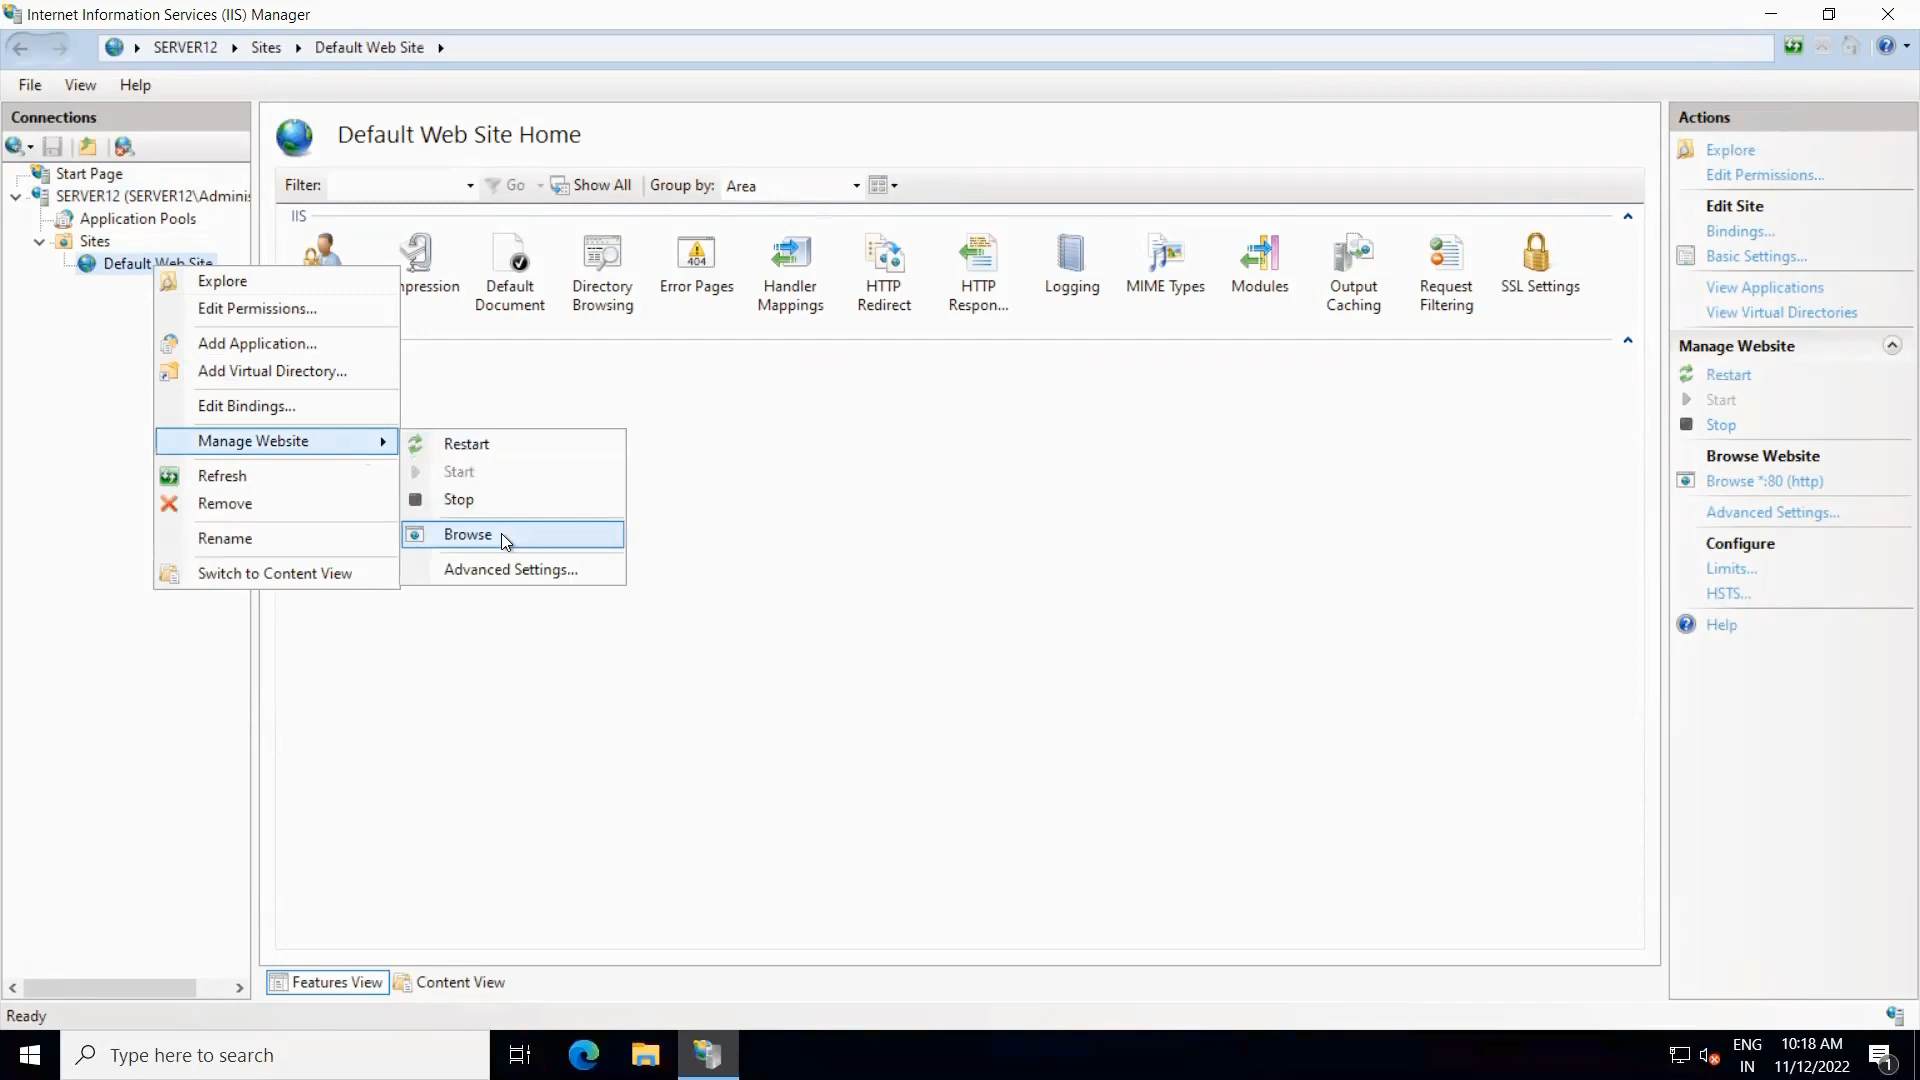 Internet Information Services (IIS) Manager
SERVER12
Sites
Default Web Site
File
View
Help
Connections
Start Page
SERVER12 (SERVER12\Adminis
Application Pools
Sites
Default Web Site
Explore
Edit Permissions...
Add Application...
Add Virtual Directory...
Edit Bindings...
Manage Website
Refresh
Remove
Rename
Switch to Content View
Restart
Start
Stop
Browse
Advanced Settings...
Default Web Site Home
Filter:
Go
Show All
Group by:
Area
IIS
mpression
Default
Document
Directory
Browsing
404
Error Pages
Handler
Mappings
HTTP
Redirect
HTTP
Respon...
Logging
MIME Types
Modules
Output
Caching
Request
Filtering
SSL Settings
Features View
Content View
Actions
Explore
Edit Permissions...
Edit Site
Bindings...
Basic Settings...
View Applications
View Virtual Directories
Manage Website
Restart
Start
Stop
Browse Website
Browse *:80 (http)
Advanced Settings...
Configure
Limits...
HSTS...
Help
Ready
Type here to search
ENG
IN
10:18 AM
11/12/2022
1